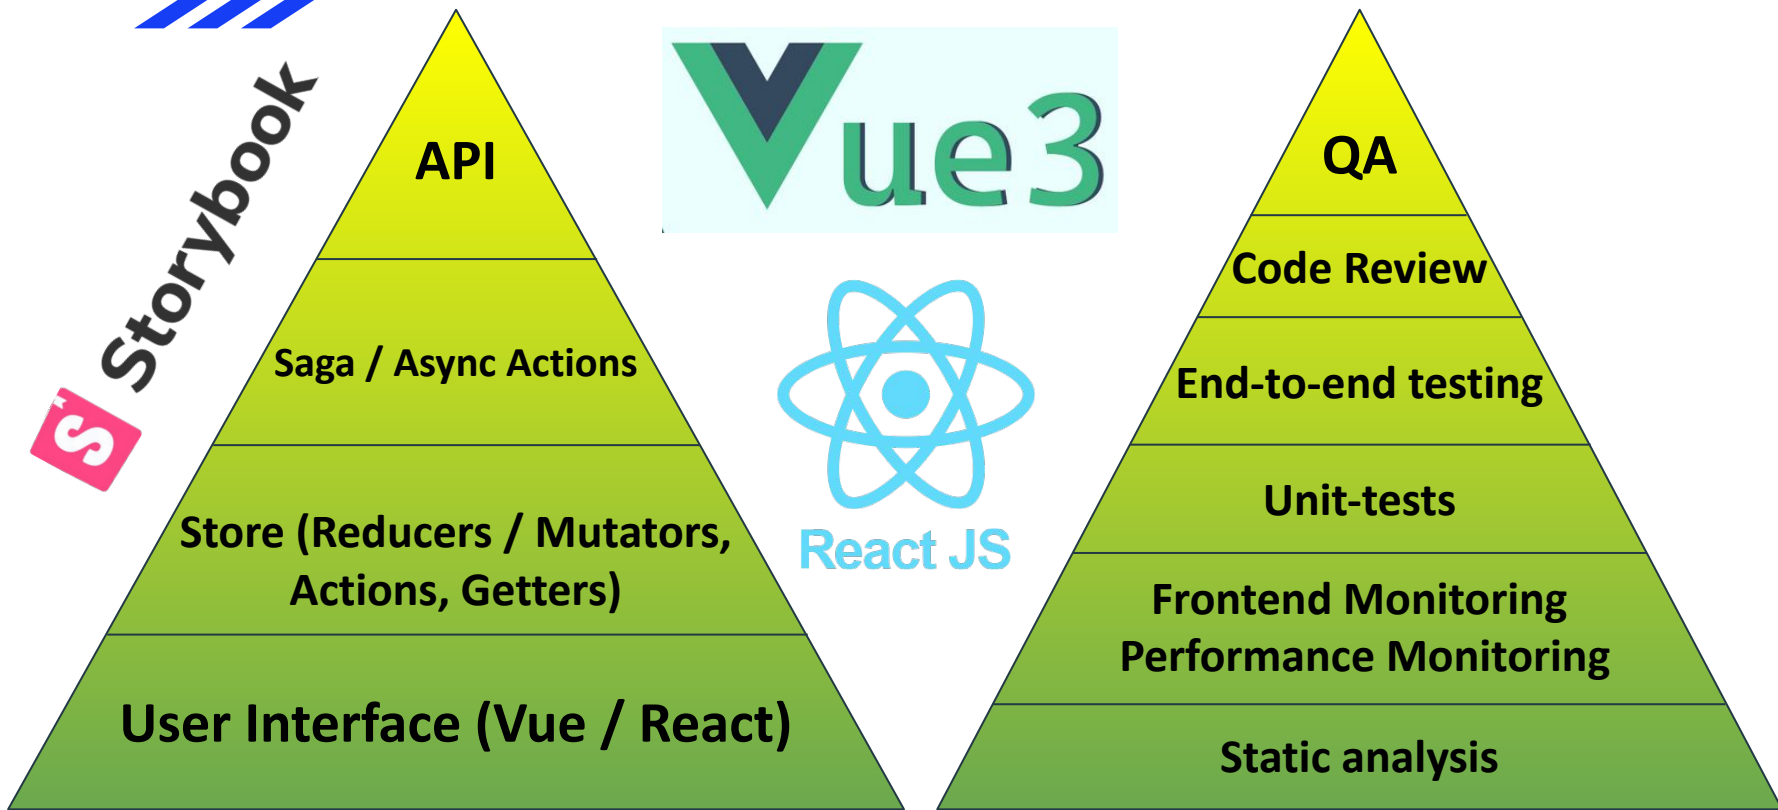 Storybook
API
Saga / Async Actions
Store (Reducers / Mutators,
Actions, Getters)
User Interface (Vue / React)
Vue3
React JS
QA
Code Review
End-to-end testing
Unit-tests
Frontend Monitoring
Performance Monitoring
Static analysis